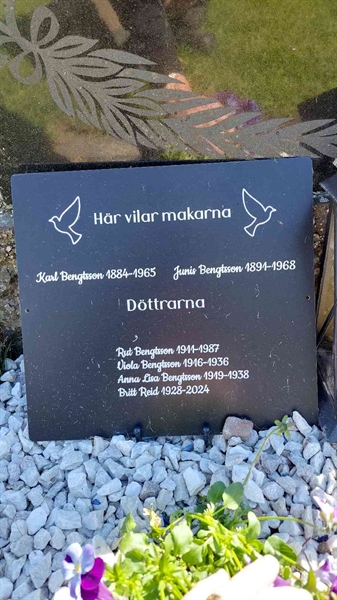 Här vilar makarna
Karl Bengtsson 1884-1965 Junis Bengtsson 1891-1968
Döttrarna
Rut Bengtsson 1911-1987
Viola Bengtsson 1916-1936
Anna Lisa Bengtsson 1919-1938
Britt Reid 1928-2024